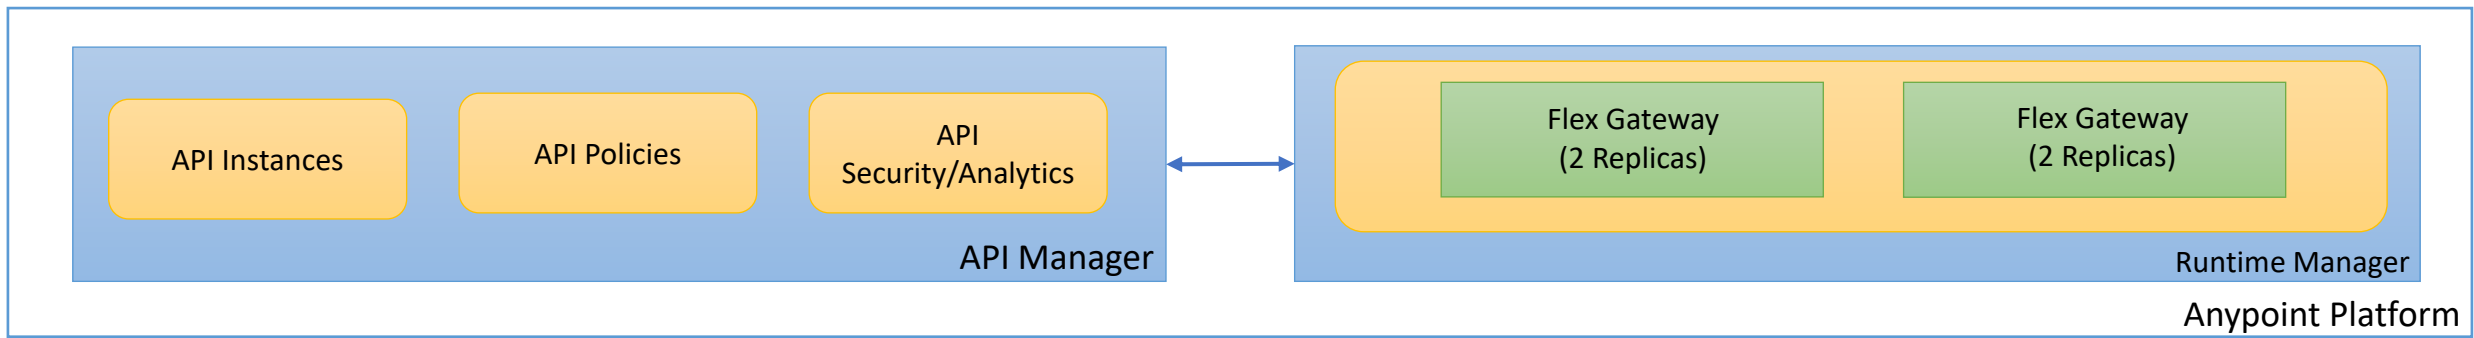 API Instances
API Policies
API
Security/Analytics
API Manager
Flex Gateway
(2 Replicas)
Flex Gateway
(2 Replicas)
Runtime Manager
Anypoint Platform